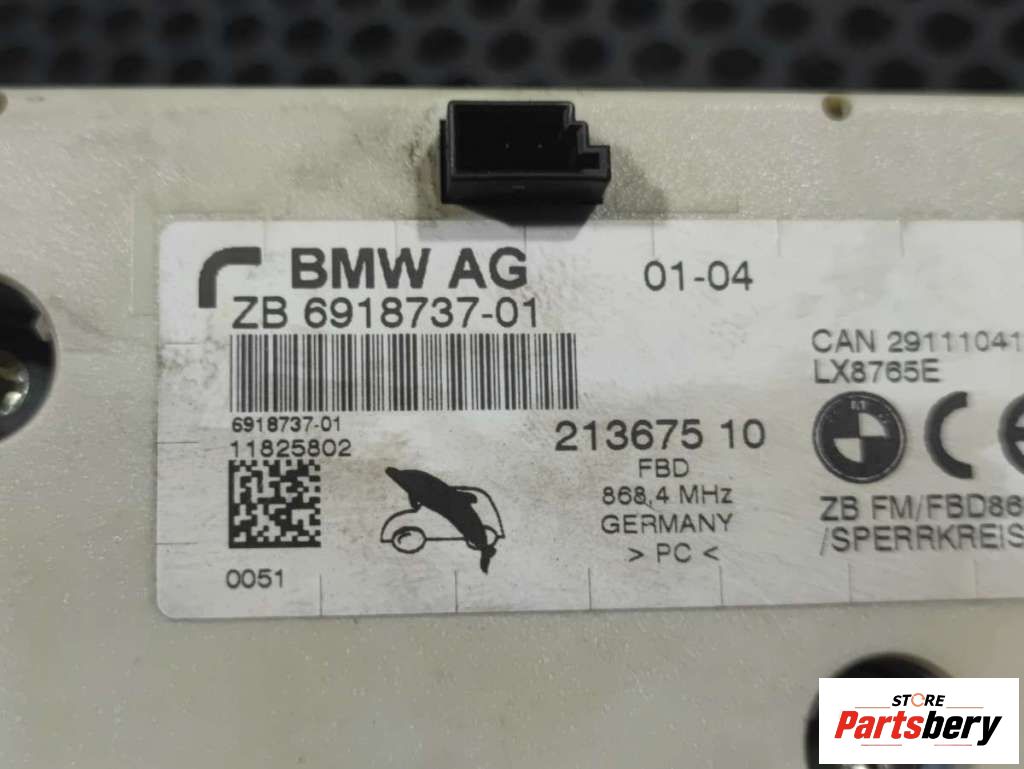 BMW AG
01-04
ZB 6918737-01
6918737-01
11825802
0051
213675 10
FBD
868,4 MHz
GERMANY
> PC <
CAN 29111041
LX8765E
CE
ZB FM/FBD86
/SPERRKREIS
STORE
Partsbery